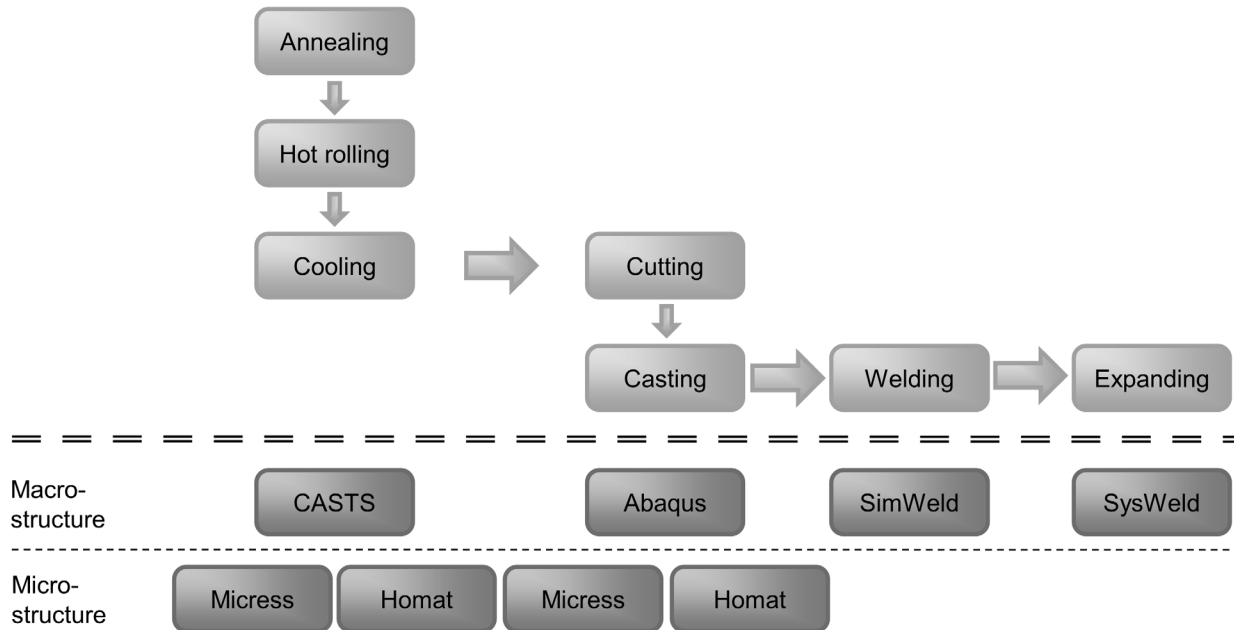 Annealing
Hot rolling
Cooling
Cutting
Casting
Welding
Expanding
Macro-
structure
CASTS
Abaqus
SimWeld
SysWeld
Micro-
structure
Micress
Homat
Micress
Homat